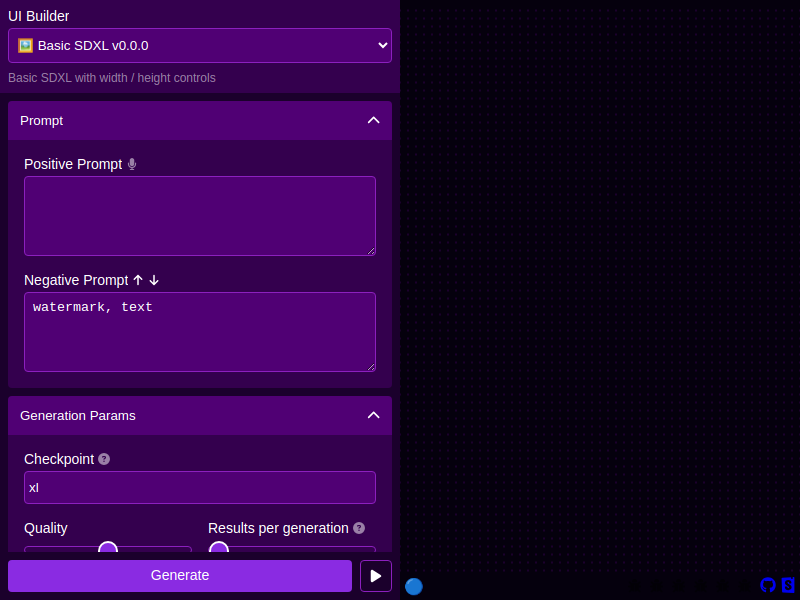 UI Builder
🖼️ Basic SDXL v0.0.0
Basic SDXL with width / height controls
Prompt
Positive Prompt
Negative Prompt
watermark, text
Generation Params
Checkpoint
xl
Quality
Results per generation
Generate